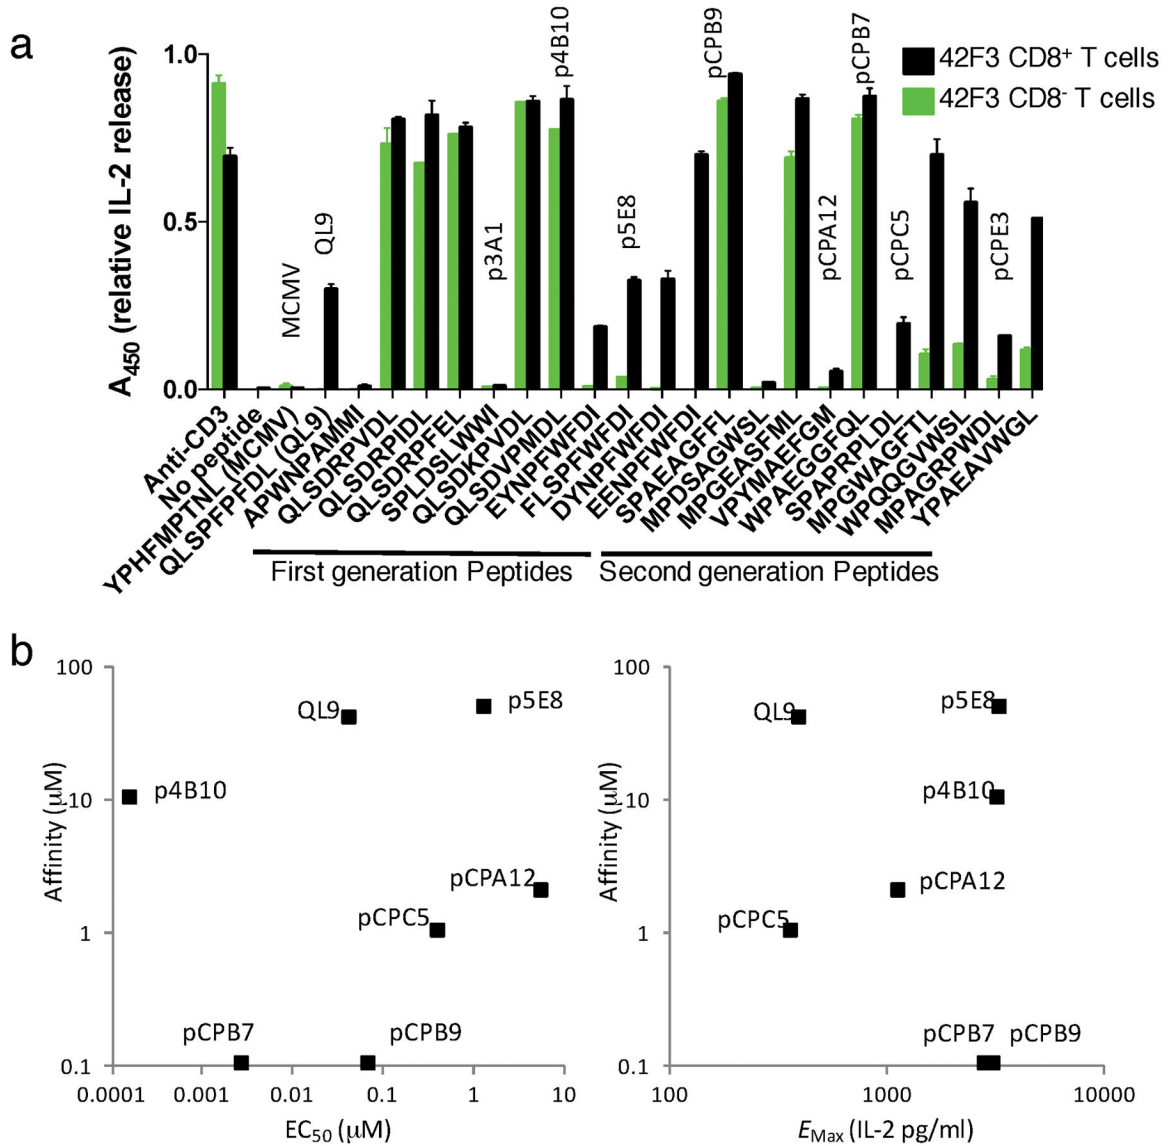 a
A450 (relative IL-2 release)
1.0
0.5
0.0
MCMV
QL9
p3A1
p4B10
p5E8
pCPB9
pCPA12
pCPB7
pCPC5
pCPE3
42F3 CD8+ T cells
42F3 CD8- T cells
Anti-CD3
No peptide
YPHFMPTNL (MCMV)
QLSPFPFDL (QL9)
APWNPAMMI
QLSDRPVDL
QLSDRPIDL
QLSDRPFEL
SPLDSLWWI
QLSDKPVDL
QLSDVPMDL
EYNPFWFDI
FLSPFWFDI
DYNPFWFDI
EENPFWFDI
SPAEAGFFL
MPDSAGWSL
MPGEASFML
VPYMAEFGM
WPAEGGFQL
SPAPRPLDL
MPGWAGFTL
WPQQGVWSL
MPAGRPWDL
YPAEAVWGL
First generation Peptides
Second generation Peptides
b
Affinity (μM)
100
10
1
0.1
QL9
p5E8
p4B10
pCPA12
pCPC5
pCPB7
pCPB9
0.0001
0.001
0.01
0.1
1
10
EC50 (μM)
Affinity (μM)
100
10
1
0.1
QL9
p5E8
p4B10
pCPA12
pCPC5
pCPB7
pCPB9
100
1000
10000
EMax (IL-2 pg/ml)